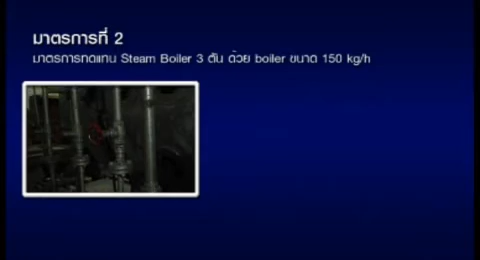 มาตรการที่ 2
มาตรการทดแทน Steam Boiler 3 ตัน ด้วย boiler ขนาด 150 kg/h